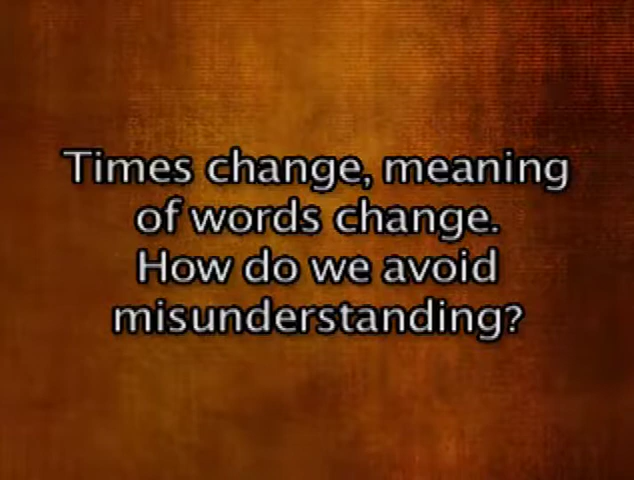 Times change, meaning
of words change.
How do we avoid
misunderstanding?